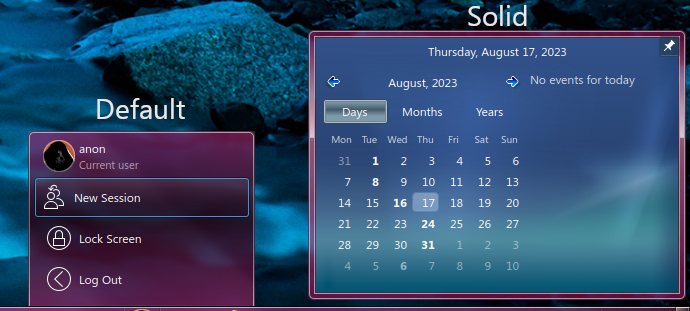 Solid
Thursday, August 17, 2023
August, 2023
No events for today
Days Months Years
Mon Tue Wed Thu Fri Sat Sun
31 1 2 3 4 5 6
7 8 9 10 11 12 13
14 15 16 17 18 19 20
21 22 23 24 25 26 27
28 29 30 31 1 2 3
4 5 6 7 8 9 10
Default
anon
Current user
New Session
Lock Screen
Log Out